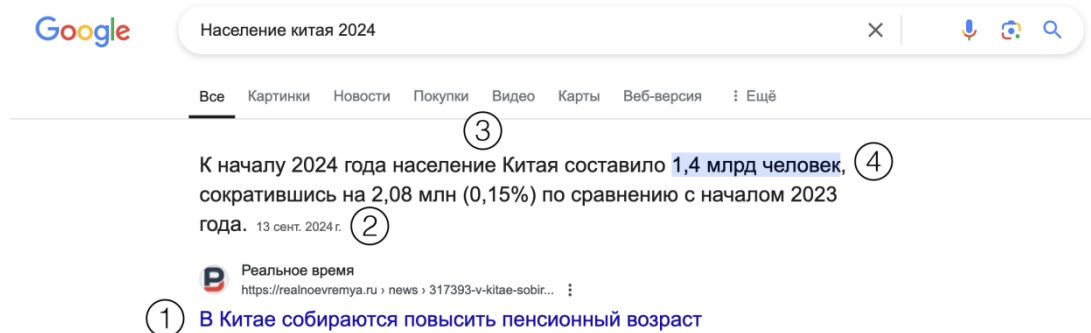 Google
Население китая 2024
Все Картинки Новости Покупки Видео Карты Веб-версия ⋮ Ещё
3
К началу 2024 года население Китая составило 1,4 млрд человек, 4
сократившись на 2,08 млн (0,15%) по сравнению с началом 2023
года. 13 сент. 2024 г. 2
Реальное время
https://realnoevremya.ru › news › 317393-v-kitae-sobir... ⋮
1 В Китае собираются повысить пенсионный возраст